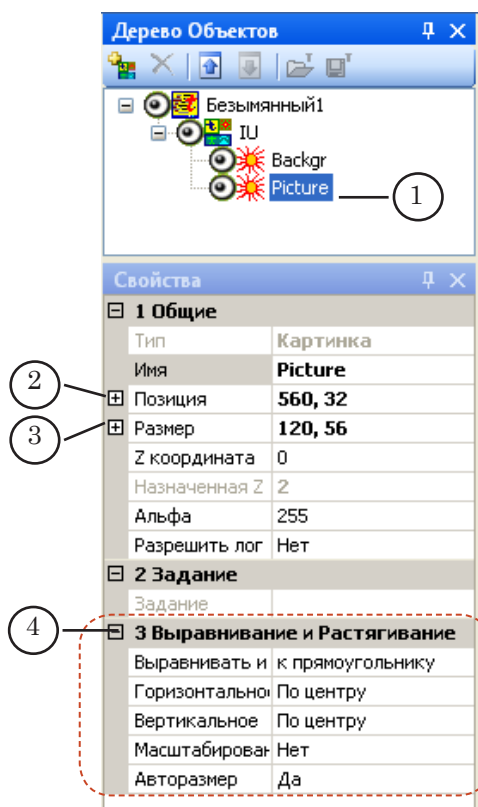 Дерево Объектов
Безымянный1
IU
Backgr
Picture
1
Свойства
1 Общие
Тип Картинка
Имя Picture
2
Позиция 560, 32
3
Размер 120, 56
Z координата 0
Назначенная Z 2
Альфа 255
Разрешить лог Нет
2 Задание
Задание
4
3 Выравнивание и Растягивание
Выравнивать и к прямоугольнику
Горизонтально По центру
Вертикальное По центру
Масштабирован Нет
Авторазмер Да